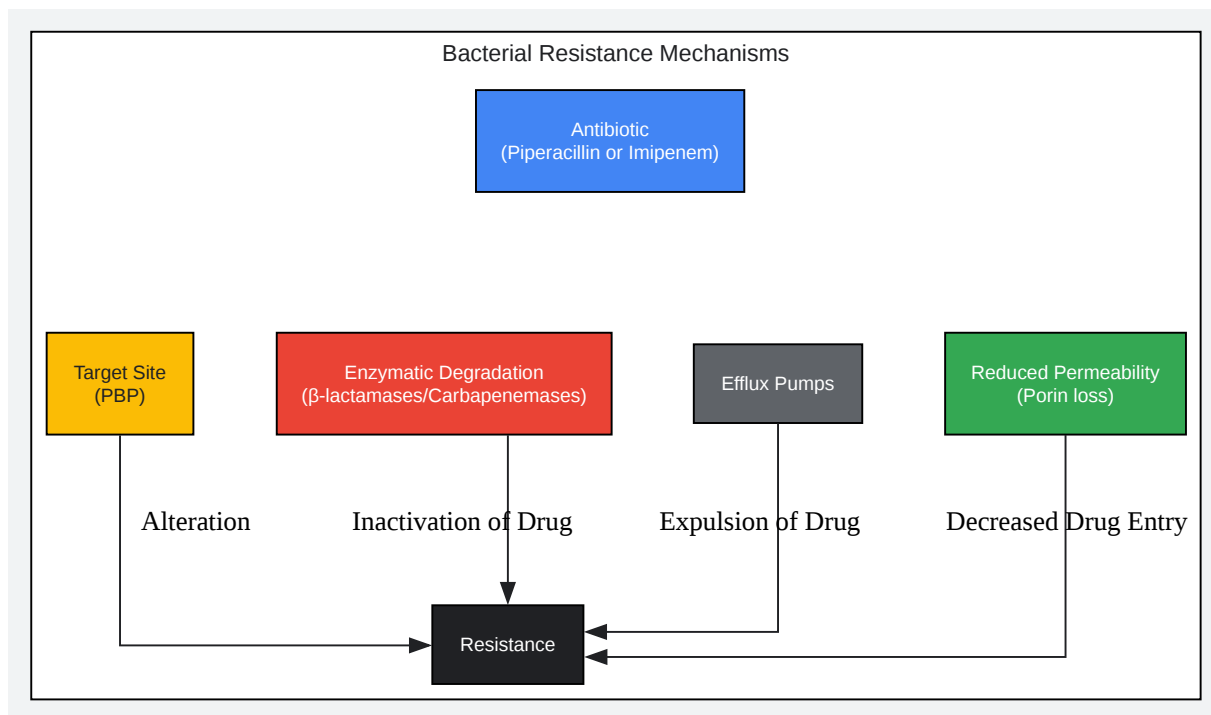 Bacterial Resistance Mechanisms
Antibiotic
(Piperacillin or Imipenem)
Target Site
(PBP)
Enzymatic Degradation
(β-lactamases/Carbapenemases)
Efflux Pumps
Reduced Permeability
(Porin loss)
Alteration
Inactivation of Drug
Expulsion of Drug
Decreased Drug Entry
Resistance